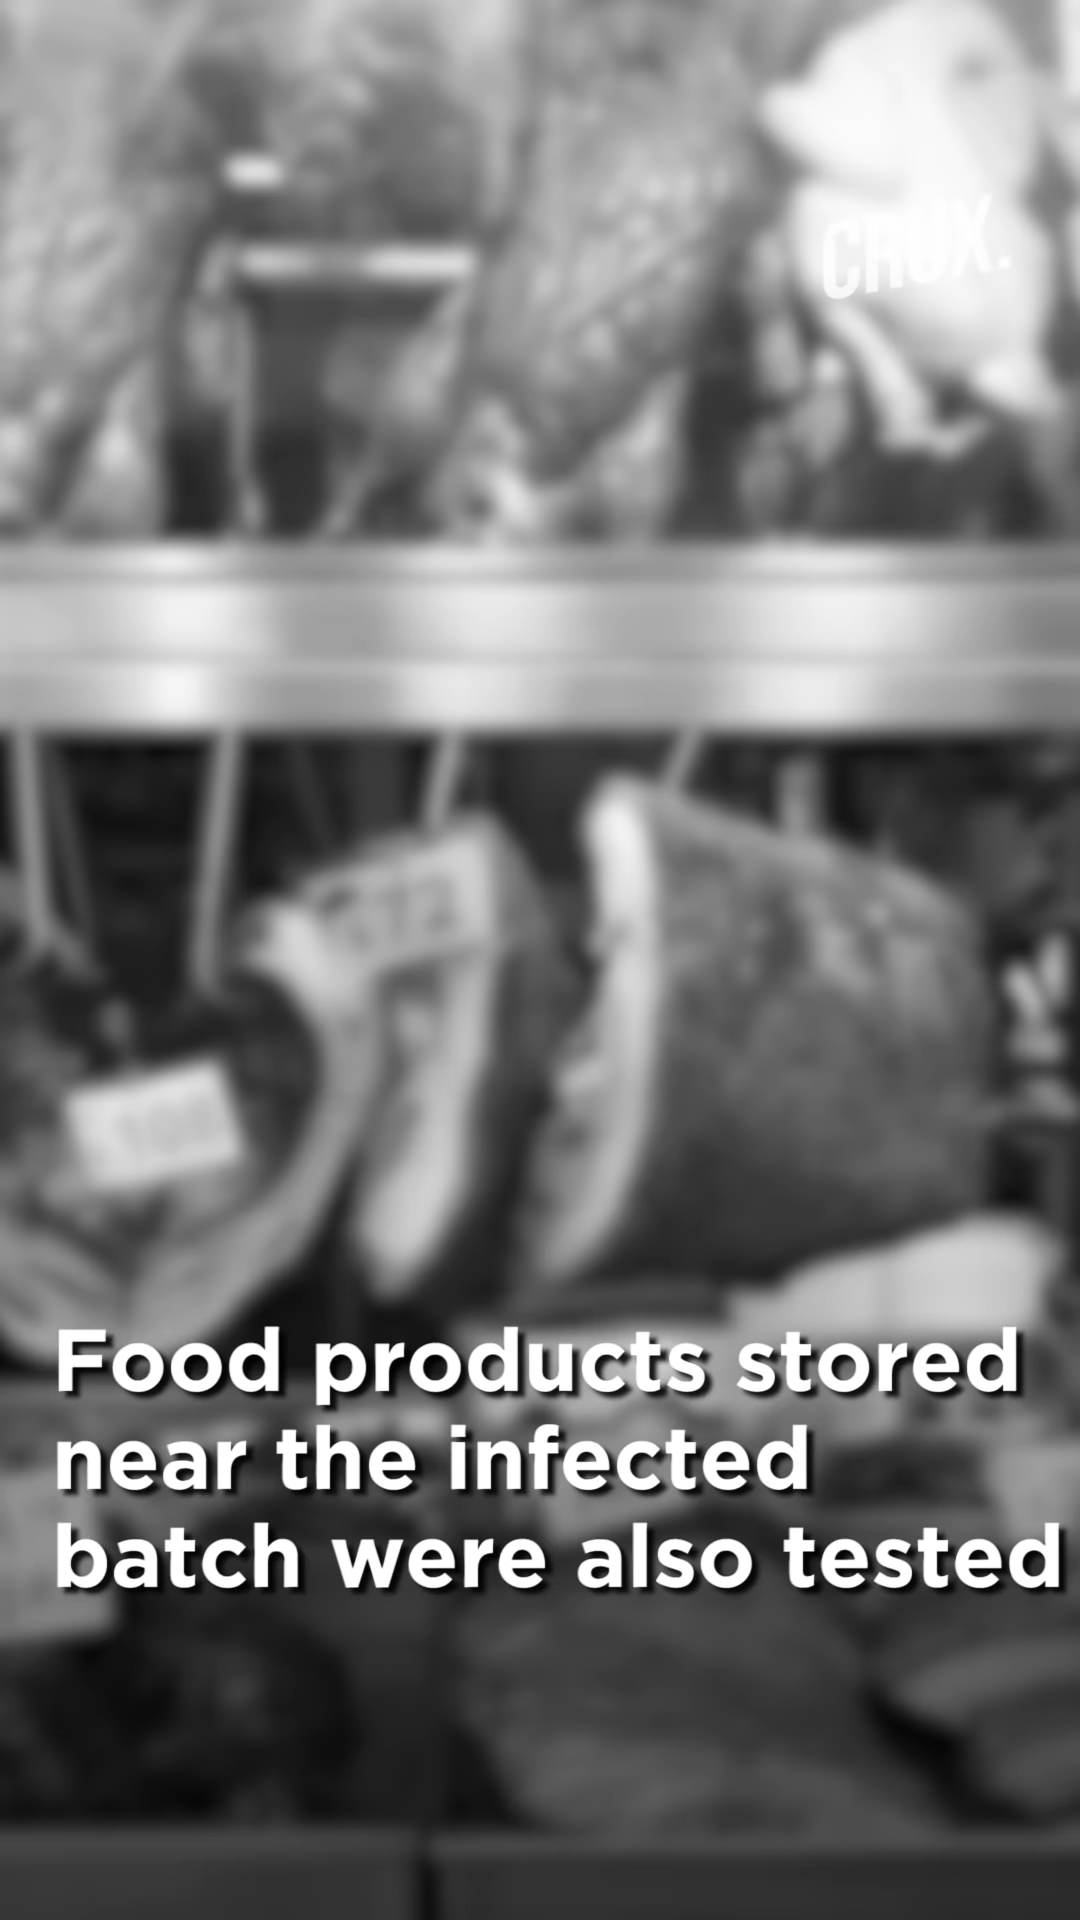 CRUX.
Food products stored
near the infected
batch were also tested